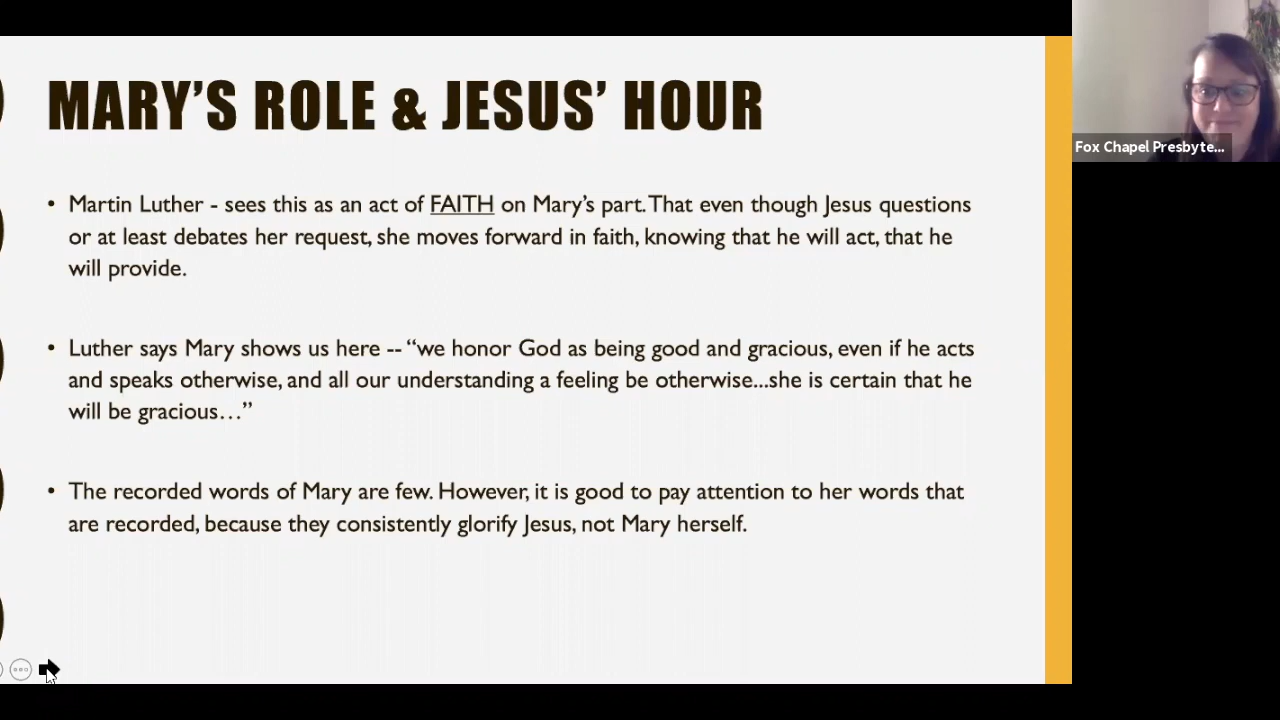 MARY’S ROLE & JESUS’ HOUR
• Martin Luther - sees this as an act of FAITH on Mary’s part. That even though Jesus questions
or at least debates her request, she moves forward in faith, knowing that he will act, that he
will provide.
• Luther says Mary shows us here -- “we honor God as being good and gracious, even if he acts
and speaks otherwise, and all our understanding a feeling be otherwise...she is certain that he
will be gracious…”
• The recorded words of Mary are few. However, it is good to pay attention to her words that
are recorded, because they consistently glorify Jesus, not Mary herself.
Fox Chapel Presbyte...